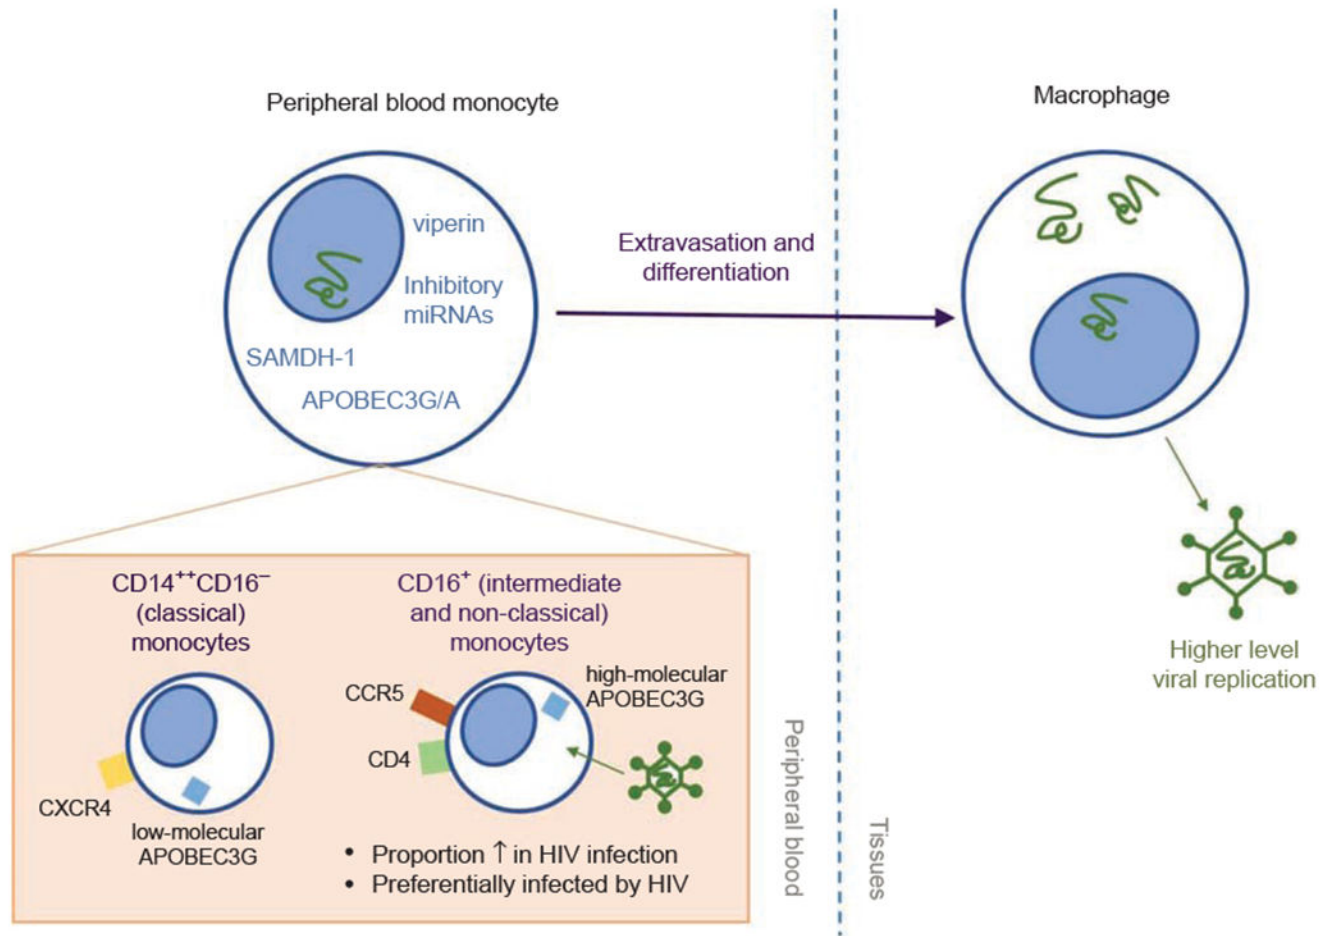 Peripheral blood monocyte
Macrophage
viperin
Inhibitory
miRNAs
SAMDH-1
APOBEC3G/A
Extravasation and
differentiation
Higher level
viral replication
CD14⁺⁺CD16⁻
(classical)
monocytes
CXCR4
low-molecular
APOBEC3G
CD16⁺ (intermediate
and non-classical)
monocytes
CCR5
CD4
high-molecular
APOBEC3G
• Proportion ↑ in HIV infection
• Preferentially infected by HIV
Peripheral blood
Tissues